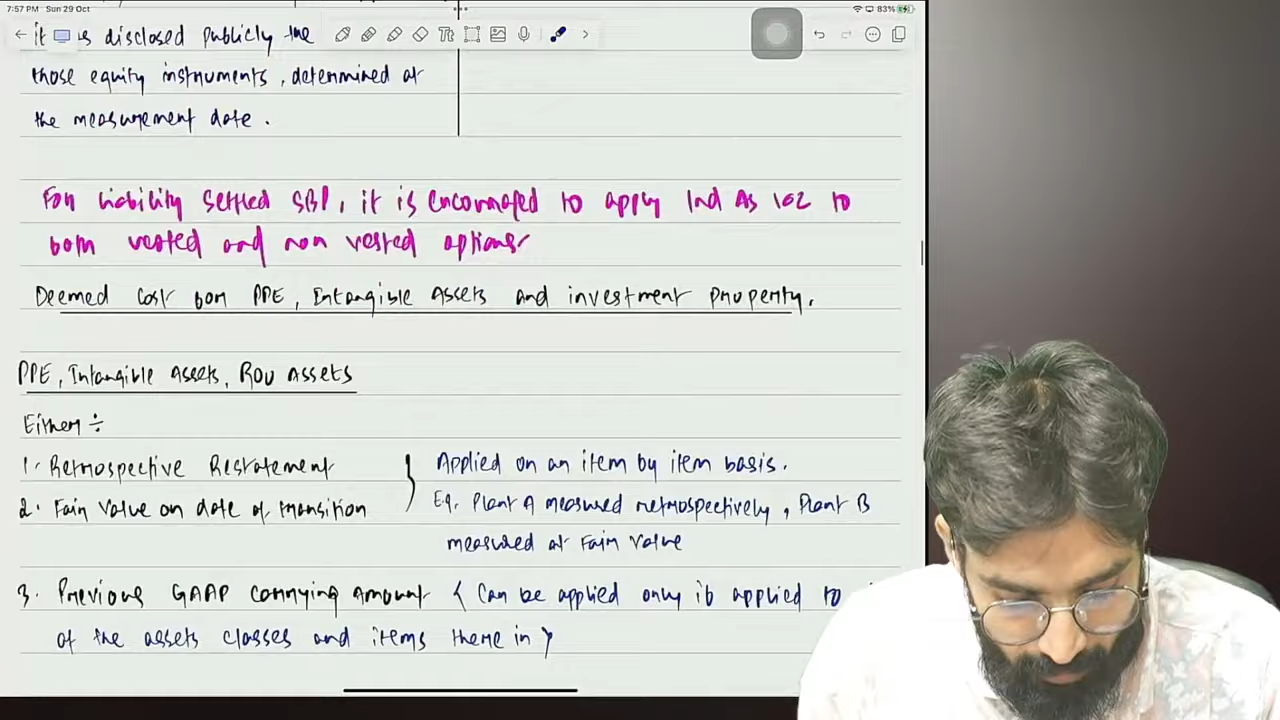 7:57 PM Sun 29 Oct
83%
it is disclosed publicly the
those equity instruments, determined at
the measurement date.
For liability settled SBP, it is encouraged to apply Ind As 102 to
both vested and non vested options
Deemed cost for PPE, Intangible Assets and investment property.
PPE, Intangible Assets, ROU Assets
Either ÷
1. Retrospective Restatement
2. Fair Value on date of transition
Applied on an item by item basis.
Eg. Plant A measured retrospectively, Plant B
measured at Fair value
3. Previous GAAP carrying Amount { Can be applied only if applied to
of the assets classes and items there in }